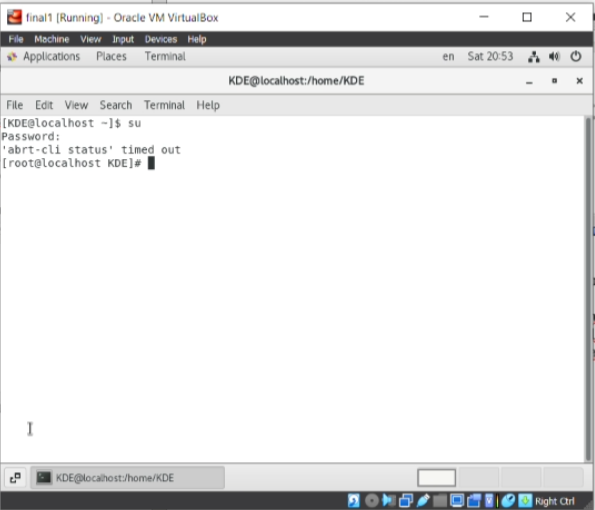 final1 [Running] - Oracle VM VirtualBox
File Machine View Input Devices Help
Applications Places Terminal en Sat 20:53
KDE@localhost:/home/KDE
File Edit View Search Terminal Help
[KDE@localhost ~]$ su
Password:
'abrt-cli status' timed out
[root@localhost KDE]#
KDE@localhost:/home/KDE
Right Ctrl